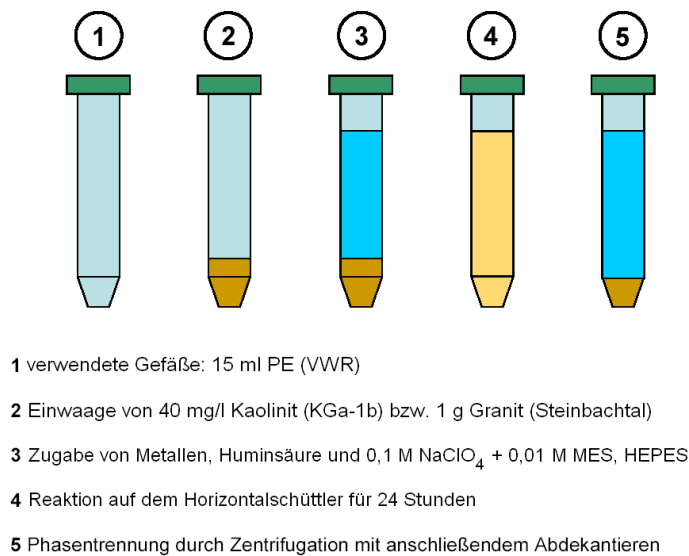 1 2 3 4 5
1 verwendete Gefäße: 15 ml PE (VWR)
2 Einwaage von 40 mg/l Kaolinit (KGa-1b) bzw. 1 g Granit (Steinbachtal)
3 Zugabe von Metallen, Huminsäure und 0,1 M NaClO₄ + 0,01 M MES, HEPES
4 Reaktion auf dem Horizontalschüttler für 24 Stunden
5 Phasentrennung durch Zentrifugation mit anschließendem Abdekantieren